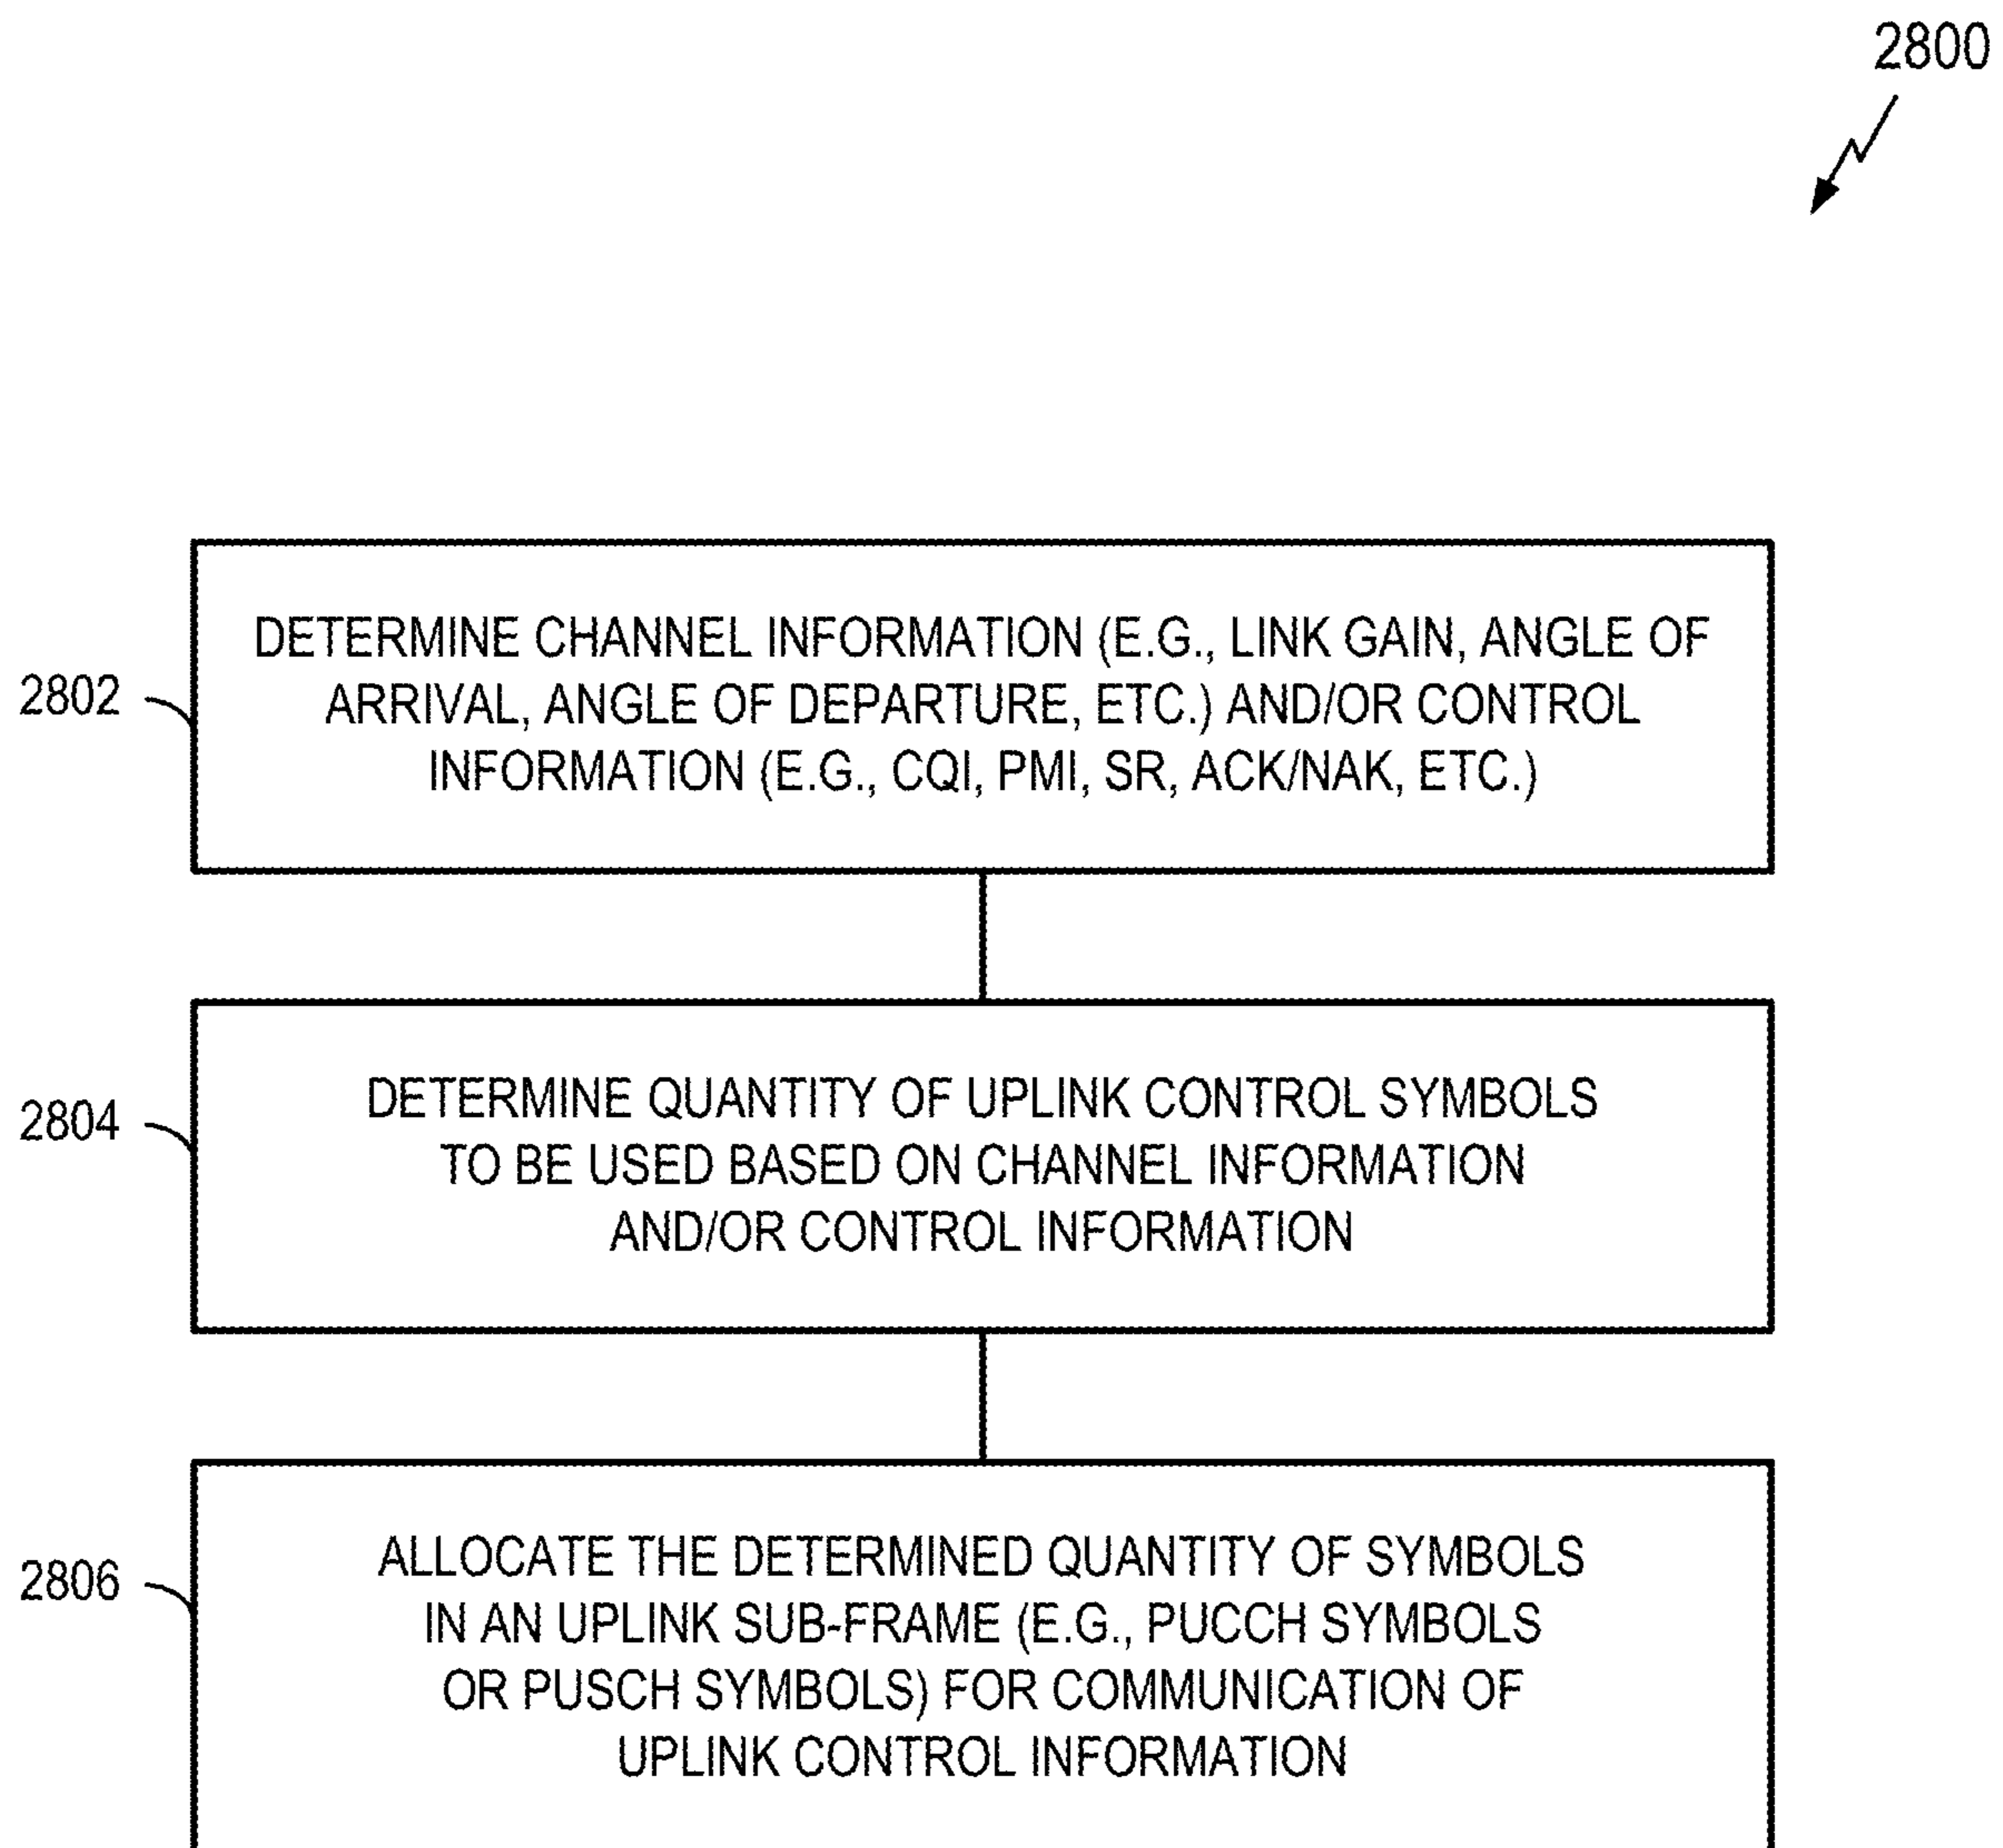 2800
2802
DETERMINE CHANNEL INFORMATION (E.G., LINK GAIN, ANGLE OF
ARRIVAL, ANGLE OF DEPARTURE, ETC.) AND/OR CONTROL
INFORMATION (E.G., CQI, PMI, SR, ACK/NAK, ETC.)
2804
DETERMINE QUANTITY OF UPLINK CONTROL SYMBOLS
TO BE USED BASED ON CHANNEL INFORMATION
AND/OR CONTROL INFORMATION
2806
ALLOCATE THE DETERMINED QUANTITY OF SYMBOLS
IN AN UPLINK SUB-FRAME (E.G., PUCCH SYMBOLS
OR PUSCH SYMBOLS) FOR COMMUNICATION OF
UPLINK CONTROL INFORMATION